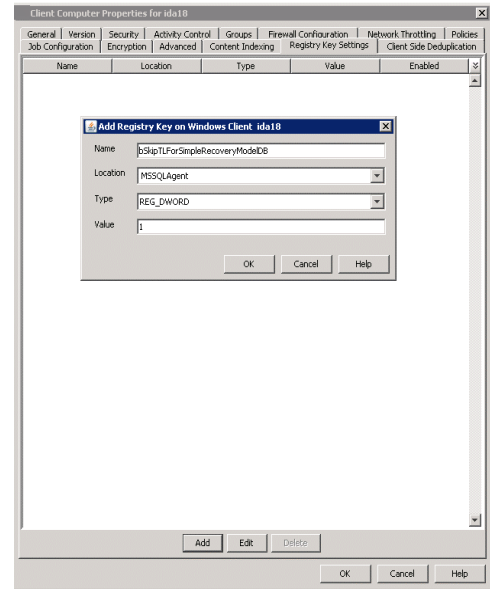 Client Computer Properties for ida18
General Version Security Activity Control Groups Firewall Configuration Network Throttling Policies
Job Configuration Encryption Advanced Content Indexing Registry Key Settings Client Side Deduplication
Name Location Type Value Enabled
Add Registry Key on Windows Client ida18
Name bSkipTLForSimpleRecoveryModelDB
Location MSSQLAgent
Type REG_DWORD
Value 1
OK Cancel Help
Add Edit Delete
OK Cancel Help